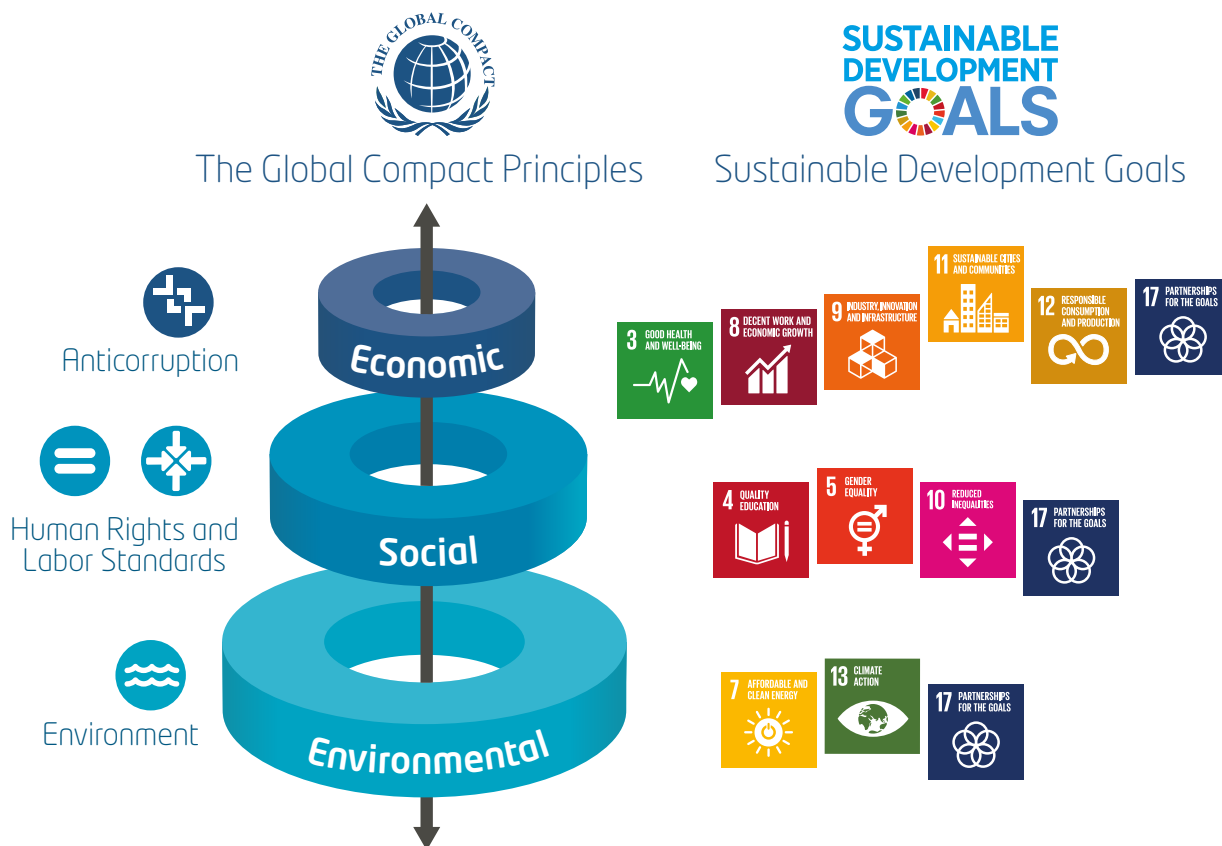 THE GLOBAL COMPACT
SUSTAINABLE
DEVELOPMENT
GOALS
The Global Compact Principles
Sustainable Development Goals
Anticorruption
Economic
3 GOOD HEALTH
AND WELL-BEING
8 DECENT WORK AND
ECONOMIC GROWTH
9 INDUSTRY, INNOVATION
AND INFRASTRUCTURE
11 SUSTAINABLE CITIES
AND COMMUNITIES
12 RESPONSIBLE
CONSUMPTION
AND PRODUCTION
17 PARTNERSHIPS
FOR THE GOALS
Human Rights and
Labor Standards
Social
4 QUALITY
EDUCATION
5 GENDER
EQUALITY
10 REDUCED
INEQUALITIES
17 PARTNERSHIPS
FOR THE GOALS
Environment
Environmental
7 AFFORDABLE AND
CLEAN ENERGY
13 CLIMATE
ACTION
17 PARTNERSHIPS
FOR THE GOALS